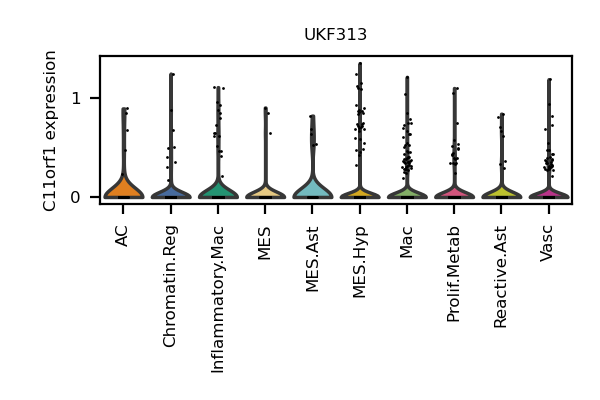 UKF313
C11orf1 expression
1
0
AC
Chromatin.Reg
Inflammatory.Mac
MES
MES.Ast
MES.Hyp
Mac
Prolif.Metab
Reactive.Ast
Vasc